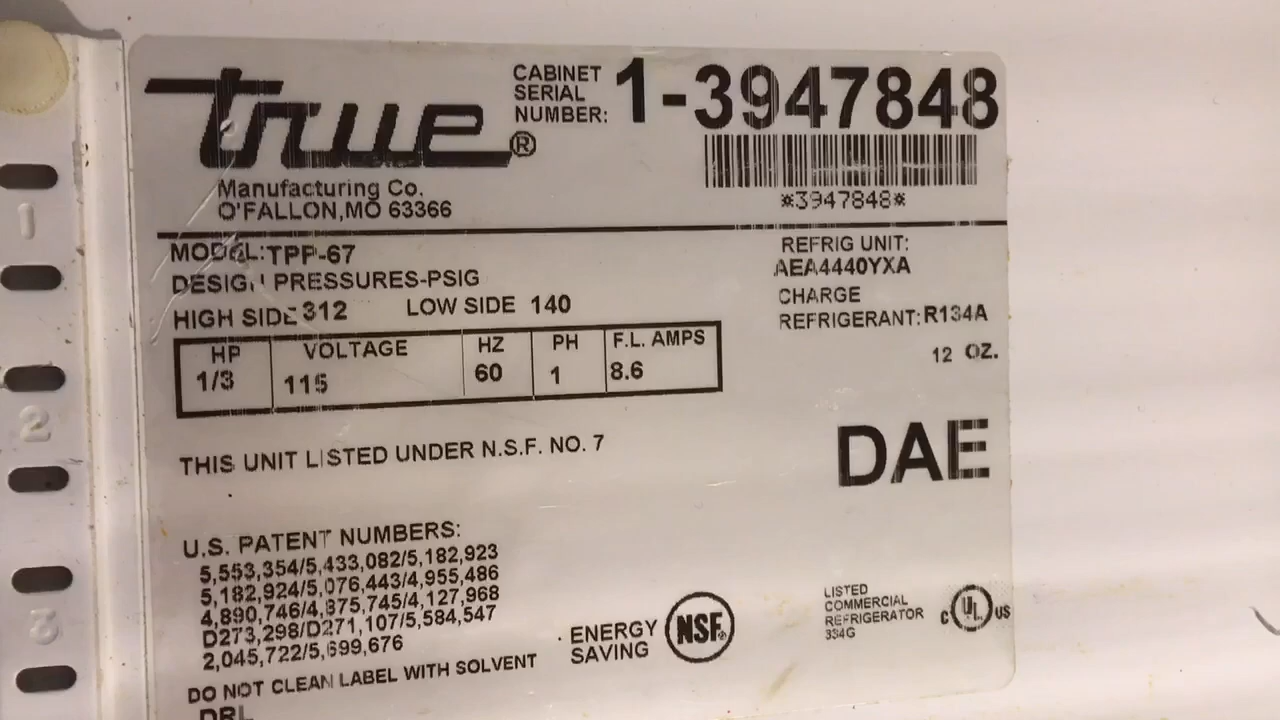 true®
CABINET
SERIAL
NUMBER: 1-3947848
*3947848*
Manufacturing Co.
O'FALLON,MO 63366
MODEL:TPP-67
DESIGN PRESSURES-PSIG
HIGH SIDE 312 LOW SIDE 140
REFRIG UNIT:
AEA4440YXA
CHARGE
REFRIGERANT: R134A
12 OZ.
HP VOLTAGE HZ PH F.L. AMPS
1/3 115 60 1 8.6
THIS UNIT LISTED UNDER N.S.F. NO. 7
DAE
U.S. PATENT NUMBERS:
5,553,354/5,433,082/5,182,923
5,182,924/5,076,443/4,955,486
4,890,746/4,875,745/4,127,968
D273,298/D271,107/5,584,547
2,045,722/5,699,676
DO NOT CLEAN LABEL WITH SOLVENT
DRL
ENERGY
SAVING
NSF®
LISTED
COMMERCIAL
REFRIGERATOR
334G
C UL US
1
2
3